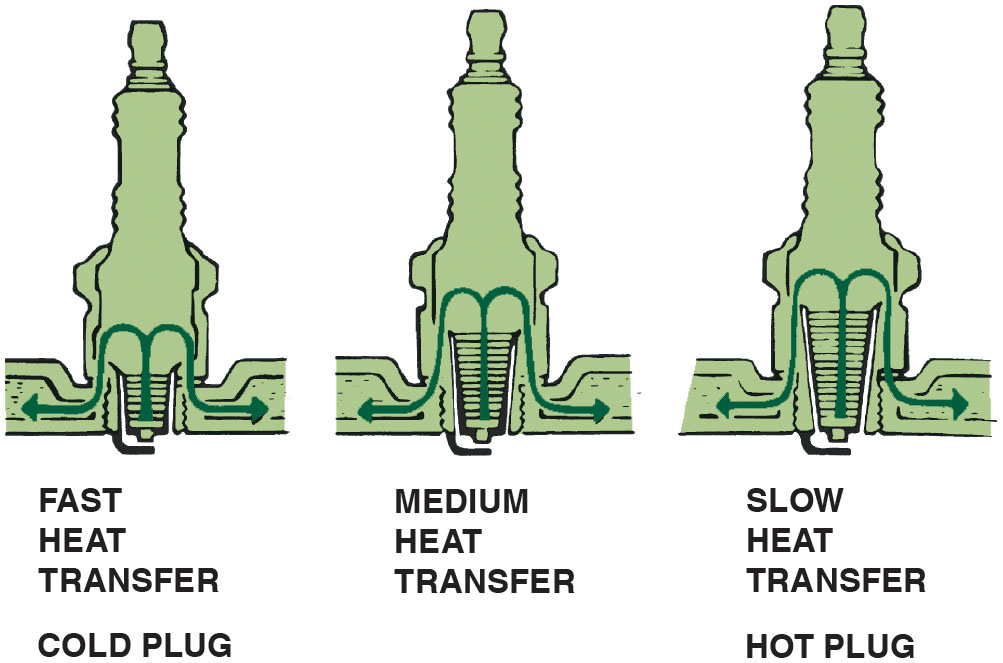 FAST
HEAT
TRANSFER
COLD PLUG
MEDIUM
HEAT
TRANSFER
SLOW
HEAT
TRANSFER
HOT PLUG